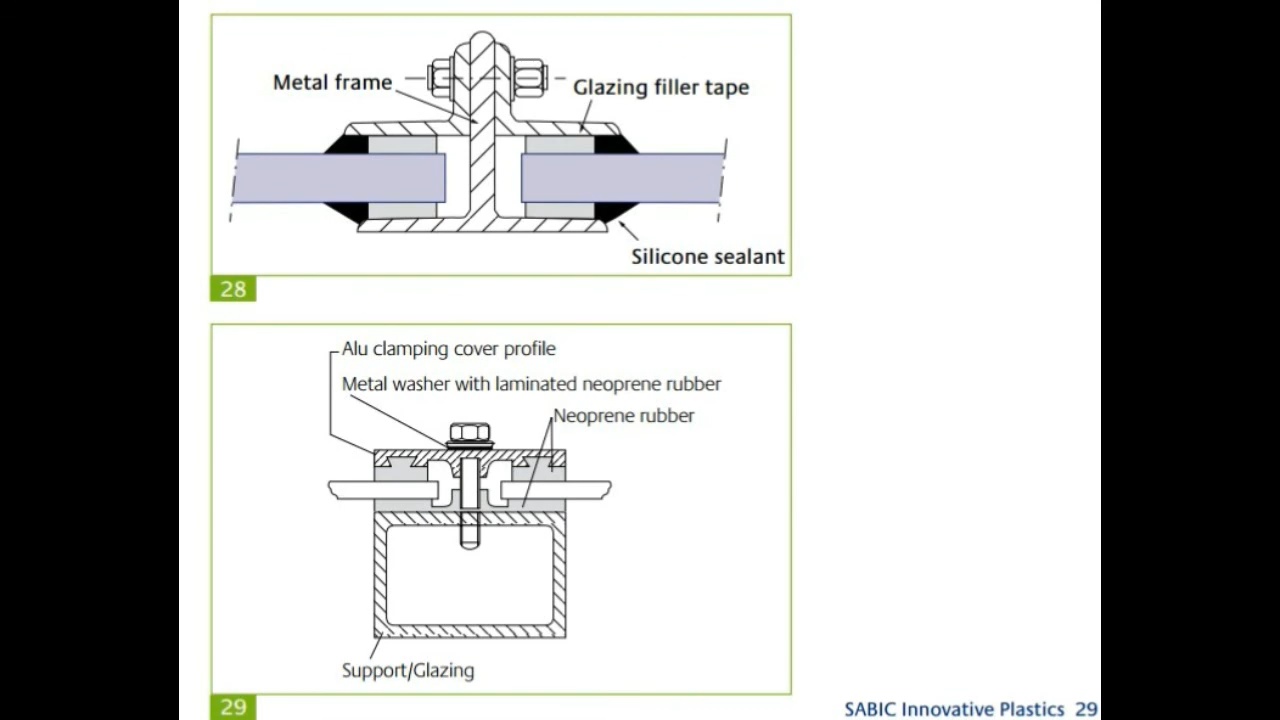 Metal frame
Glazing filler tape
Silicone sealant
28
Alu clamping cover profile
Metal washer with laminated neoprene rubber
Neoprene rubber
Support/Glazing
29
SABIC Innovative Plastics 29